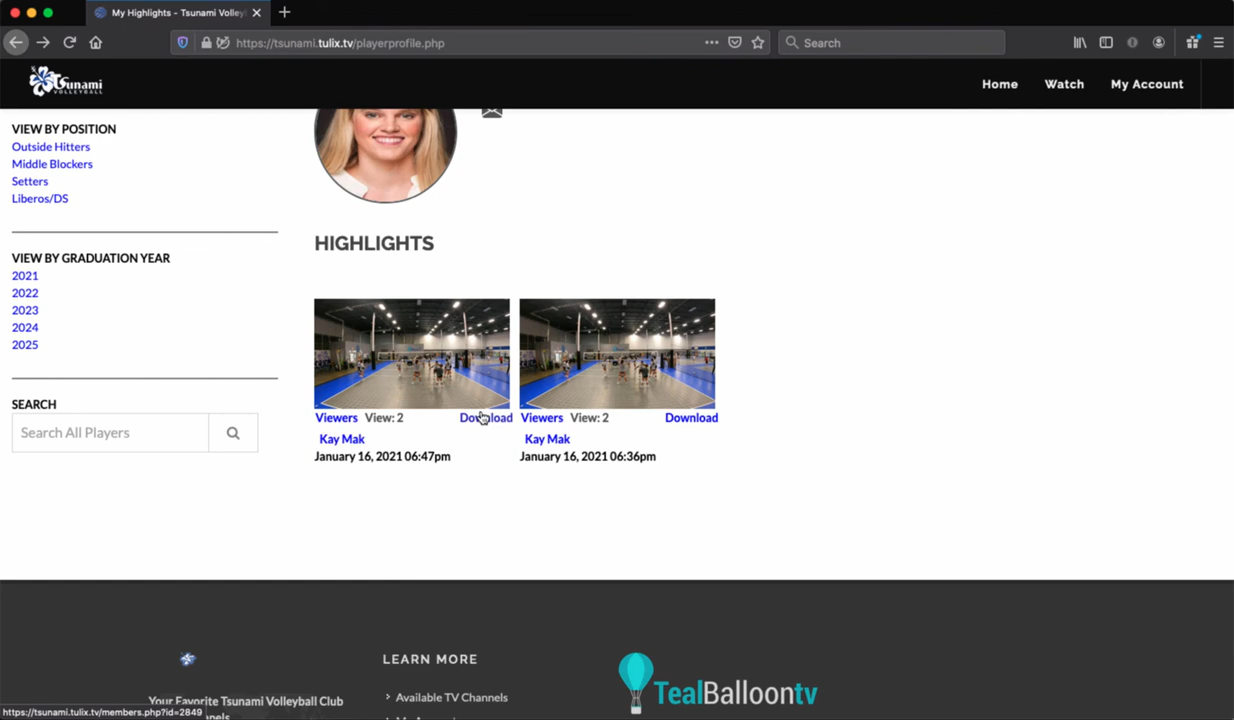 My Highlights - Tsunami Volley
https://tsunami.tulix.tv/playerprofile.php
Search
Tsunami
VOLLEYBALL
Home
Watch
My Account
VIEW BY POSITION
Outside Hitters
Middle Blockers
Setters
Liberos/DS
VIEW BY GRADUATION YEAR
2021
2022
2023
2024
2025
SEARCH
Search All Players
HIGHLIGHTS
Viewers View: 2 Download
Kay Mak
January 16, 2021 06:47pm
Viewers View: 2 Download
Kay Mak
January 16, 2021 06:36pm
Your Favorite Tsunami Volleyball Club
LEARN MORE
Available TV Channels
TealBalloontv
https://tsunami.tulix.tv/members.php?id=2849